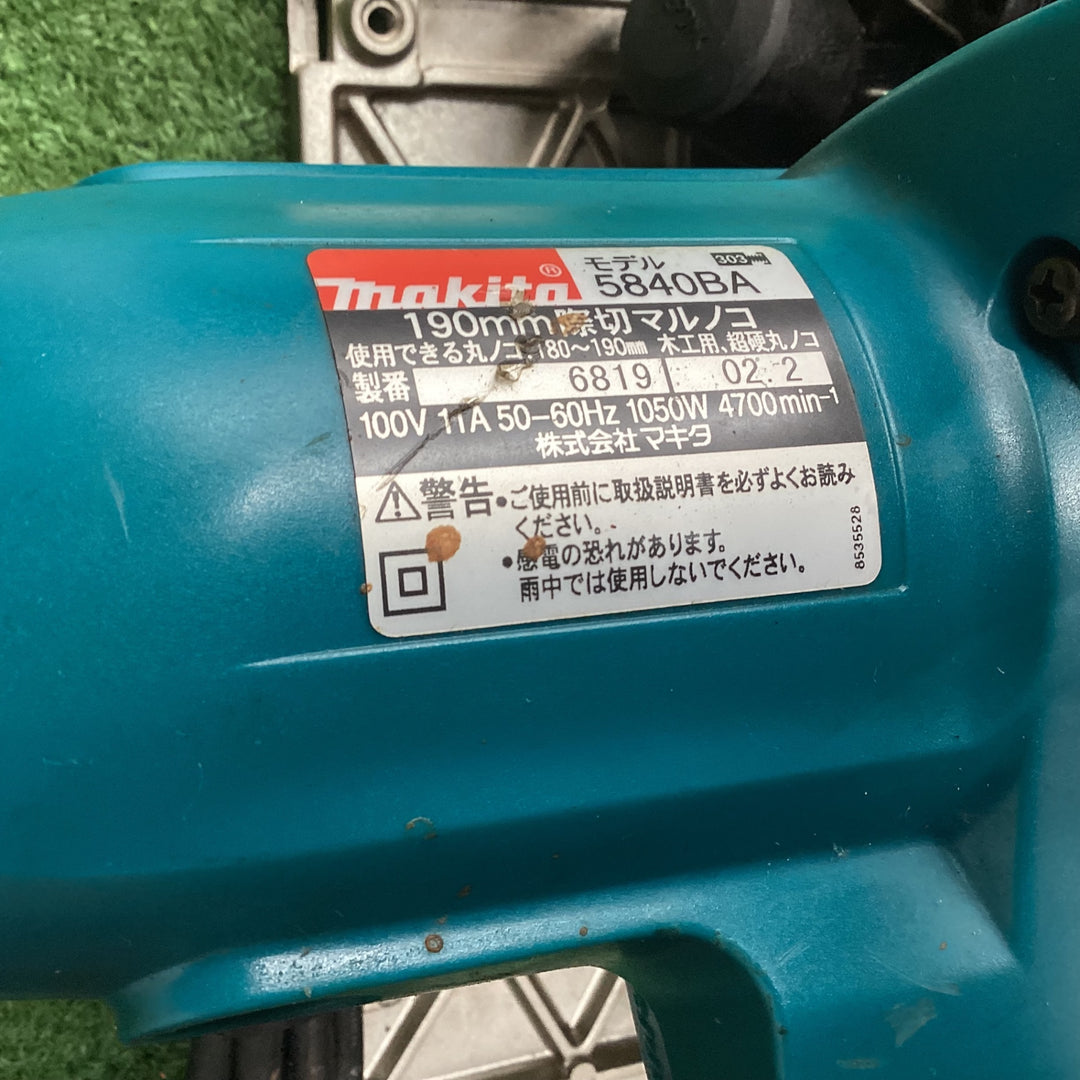 makita®
モデル
5840BA
303
190mm際切マルノコ
使用できる丸ノコ 180～190mm 木工用、超硬丸ノコ
製番 6819 02.2
100V 11A 50-60Hz 1050W 4700min⁻¹
株式会社マキタ
警告 •ご使用前に取扱説明書を必ずよくお読み
ください。
•感電の恐れがあります。
雨中では使用しないでください。
8535528